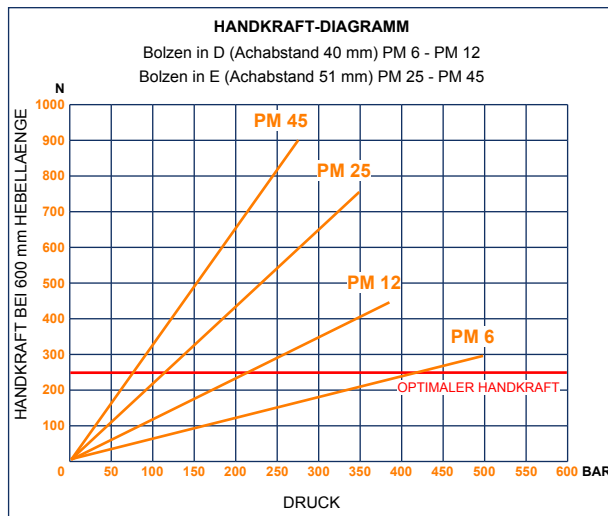 HANDKRAFT-DIAGRAMM
Bolzen in D (Achabstand 40 mm) PM 6 - PM 12
Bolzen in E (Achabstand 51 mm) PM 25 - PM 45
N
1000
900
800
700
600
500
400
300
200
100
HANDKRAFT BEI 600 mm HEBELLAENGE
PM 45
PM 25
PM 12
PM 6
OPTIMALER HANDKRAFT
0 50 100 150 200 250 300 350 400 450 500 550 600 BAR
DRUCK